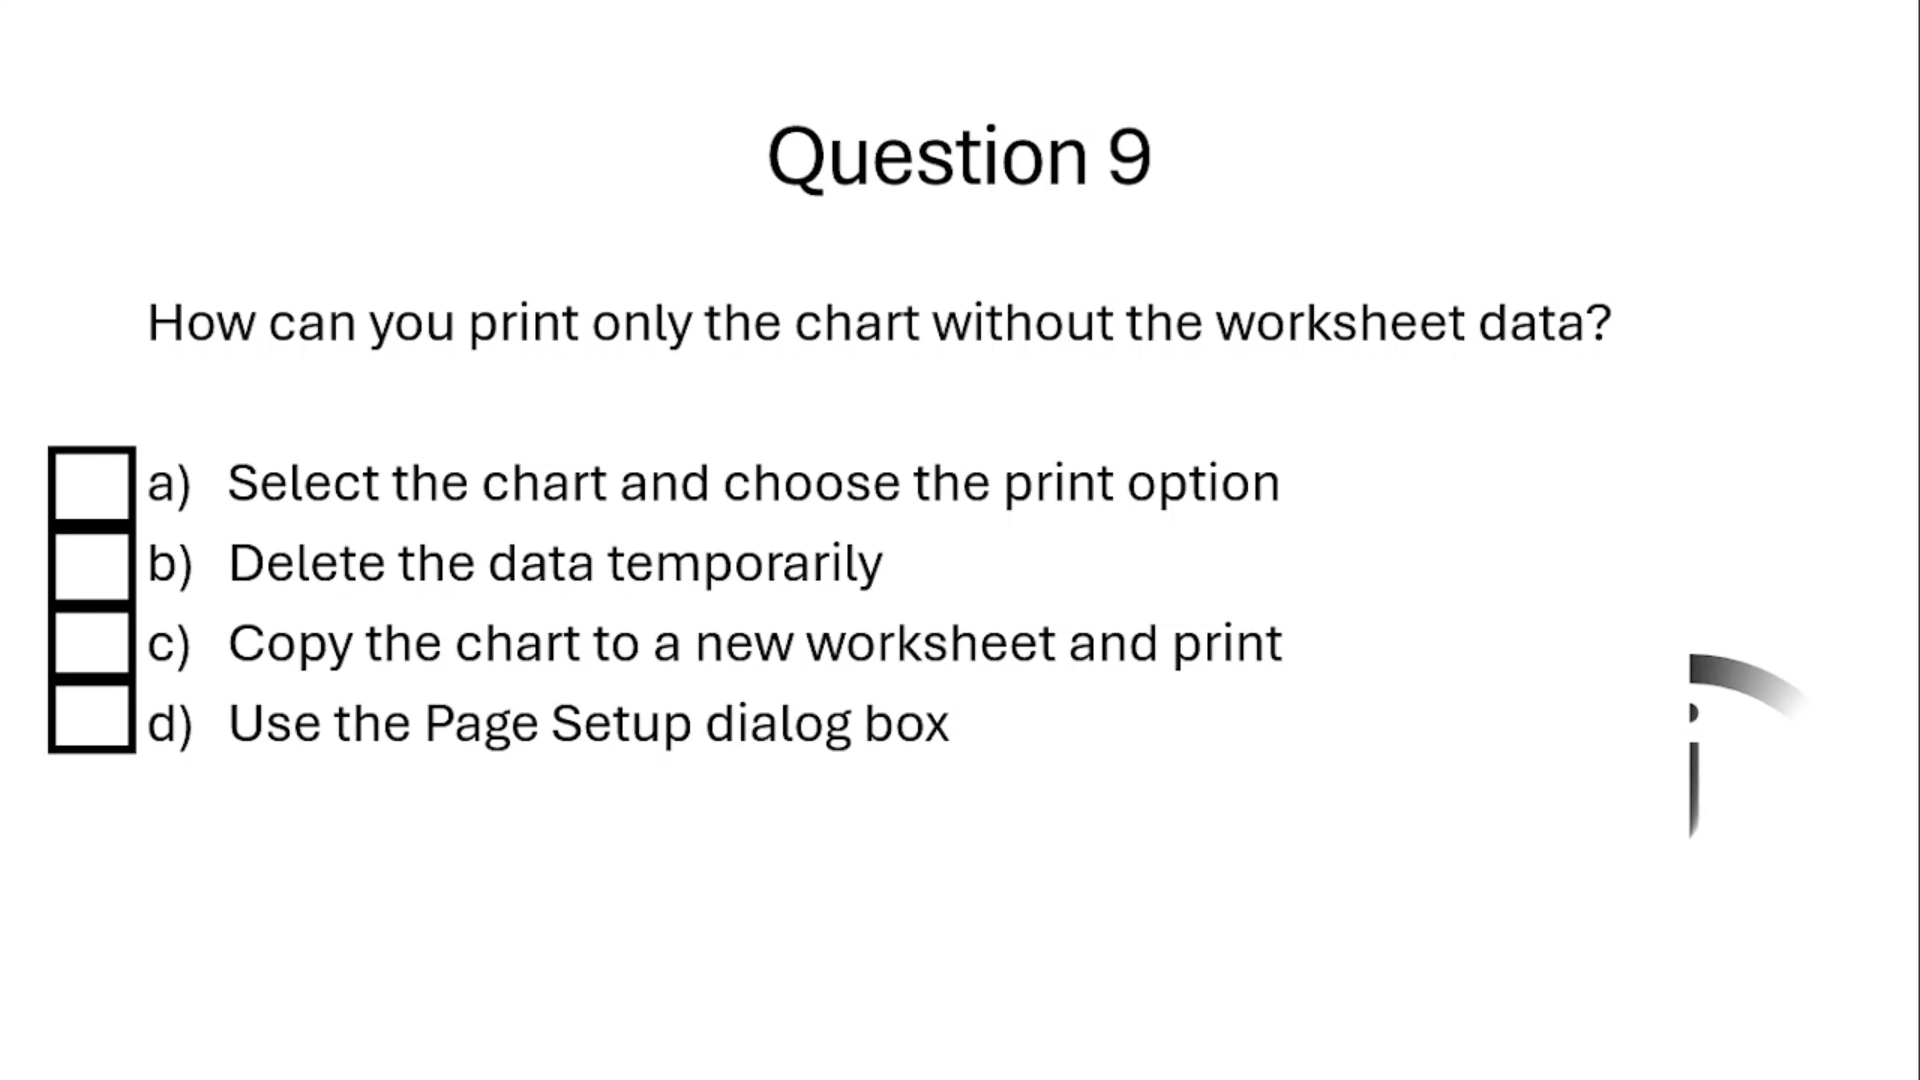 Question 9
How can you print only the chart without the worksheet data?
a) Select the chart and choose the print option
b) Delete the data temporarily
c) Copy the chart to a new worksheet and print
d) Use the Page Setup dialog box